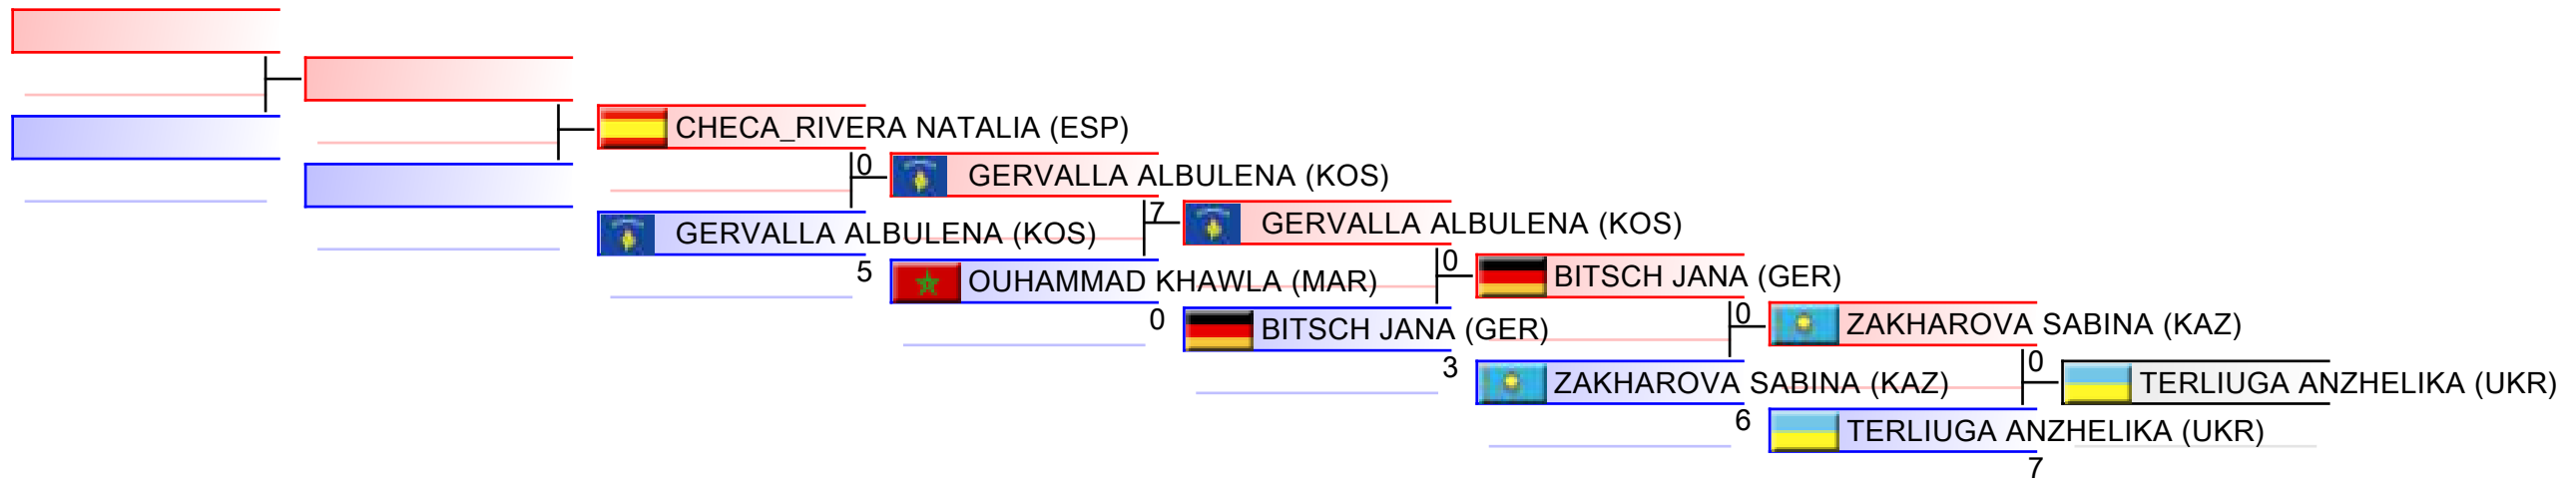 CHECA_RIVERA NATALIA (ESP)
0
GERVALLA ALBULENA (KOS)
GERVALLA ALBULENA (KOS)
5
7
GERVALLA ALBULENA (KOS)
OUHAMMAD KHAWLA (MAR)
0
0
BITSCH JANA (GER)
BITSCH JANA (GER)
3
0
ZAKHAROVA SABINA (KAZ)
ZAKHAROVA SABINA (KAZ)
6
0
TERLIUGA ANZHELIKA (UKR)
TERLIUGA ANZHELIKA (UKR)
7